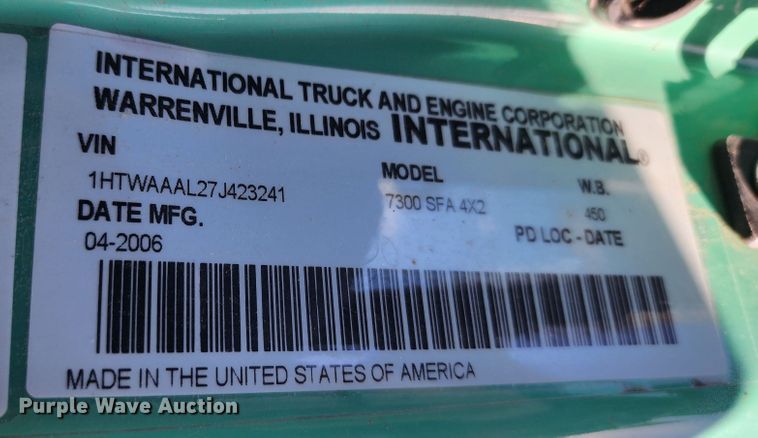 INTERNATIONAL TRUCK AND ENGINE CORPORATION
WARRENVILLE, ILLINOIS INTERNATIONAL®
VIN MODEL W.B.
1HTWAAAL27J423241 7300 SFA 4X2 450
DATE MFG. PD LOC - DATE
04-2006
MADE IN THE UNITED STATES OF AMERICA
Purple Wave Auction